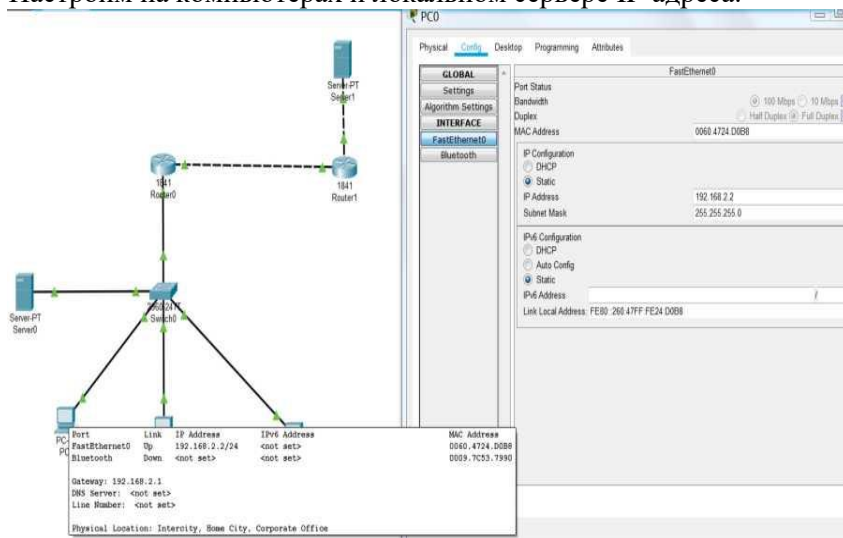 Настроим на компьютерах и локальном сервере IP-адреса.
PC0
Physical Config Desktop Programming Attributes
GLOBAL
Settings
Algorithm Settings
INTERFACE
FastEthernet0
Bluetooth
FastEthernet0
Port Status
Bandwidth 100 Mbps 10 Mbps
Duplex Half Duplex Full Duplex
MAC Address 0060.4724.D0B8
IP Configuration
DHCP
Static
IP Address 192.168.2.2
Subnet Mask 255.255.255.0
IPv6 Configuration
DHCP
Auto Config
Static
IPv6 Address /
Link Local Address: FE80::260:47FF:FE24:D0B8
Server-PT
Server1
1841
Router0
1841
Router1
2960-24TT
Switch0
Server-PT
Server0
PC-
PC
Port Link IP Address IPv6 Address MAC Address
FastEthernet0 Up 192.168.2.2/24 <not set> 0060.4724.D0B8
Bluetooth Down <not set> <not set> 0009.7C53.7990
Gateway: 192.168.2.1
DNS Server: <not set>
Line Number: <not set>
Physical Location: Intercity, Home City, Corporate Office